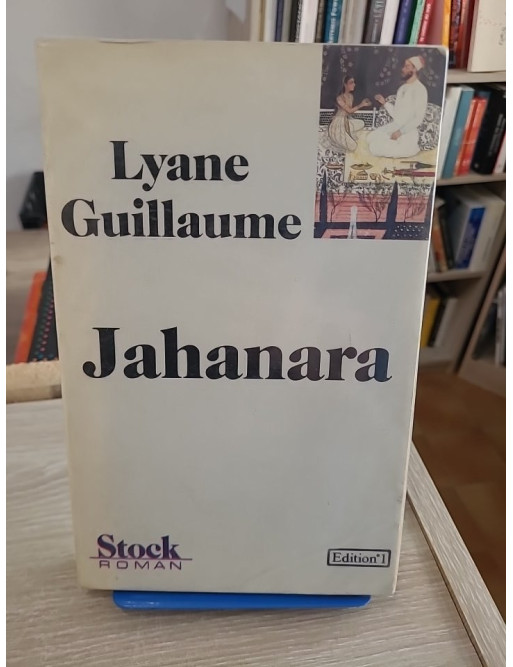 Lyane
Guillaume
Jahanara
Stock
ROMAN
Edition°1